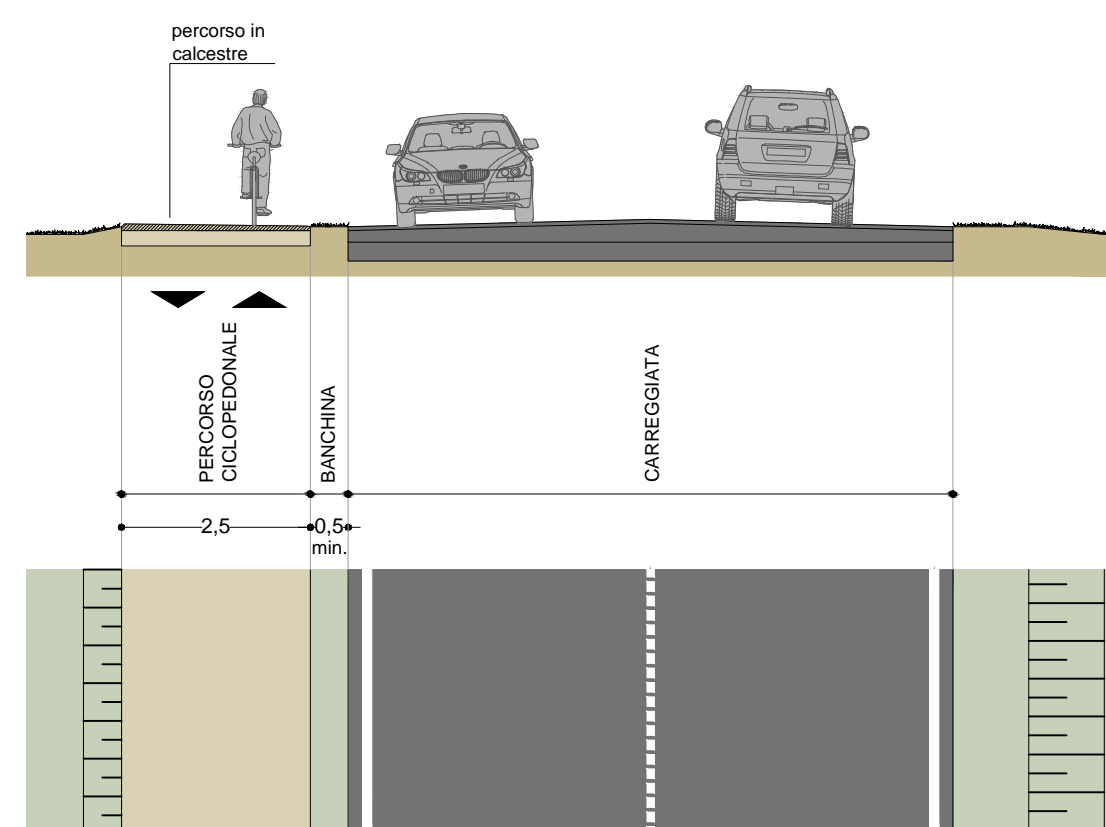 percorso in
calcestre
PERCORSO
CICLOPEDONALE
BANCHINA
CARREGGIATA
2,5
0,5
min.